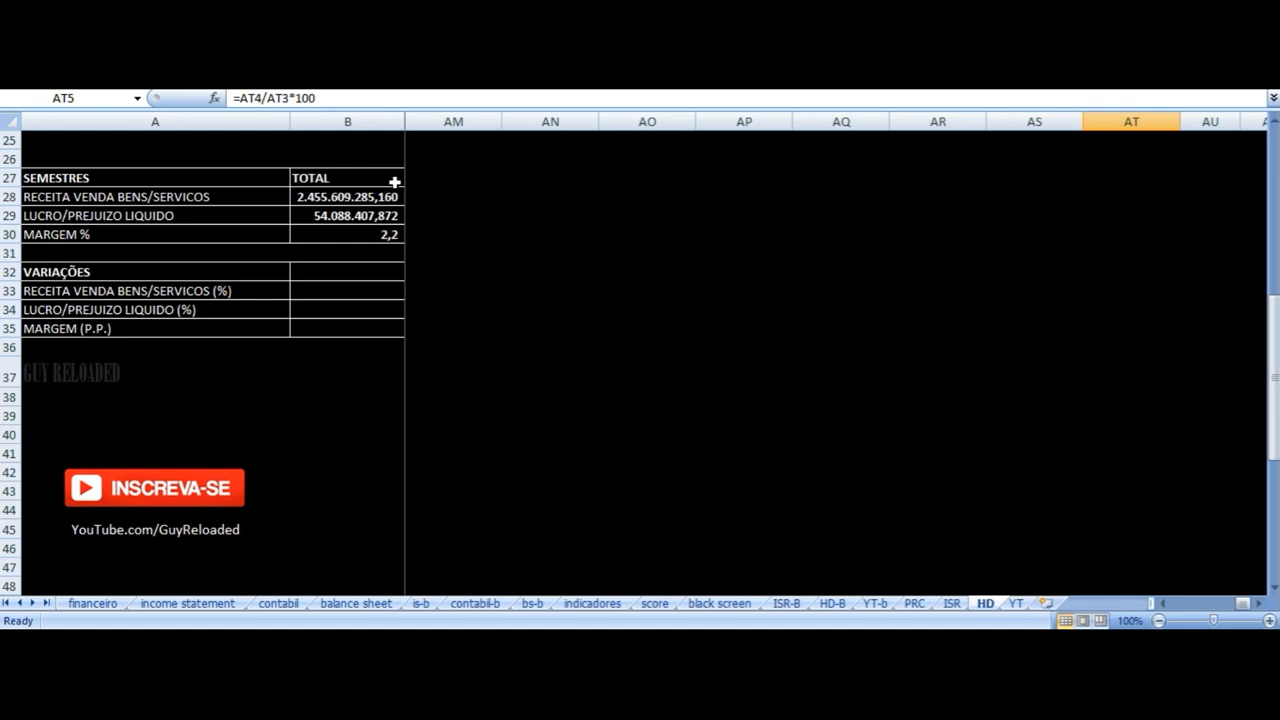 AT5 fx =AT4/AT3*100
A B AM AN AO AP AQ AR AS AT AU
25
26
27 SEMESTRES TOTAL
28 RECEITA VENDA BENS/SERVICOS 2.455.609.285,160
29 LUCRO/PREJUIZO LIQUIDO 54.088.407,872
30 MARGEM % 2,2
31
32 VARIAÇÕES
33 RECEITA VENDA BENS/SERVICOS (%)
34 LUCRO/PREJUIZO LIQUIDO (%)
35 MARGEM (P.P.)
36
37 GUY RELOADED
38
39
40
41
42
43 INSCREVA-SE
44
45 YouTube.com/GuyReloaded
46
47
48
financeiro income statement contabil balance sheet is-b contabil-b bs-b indicadores score black screen ISR-B HD-B YT-b PRC ISR HD YT
Ready 100%